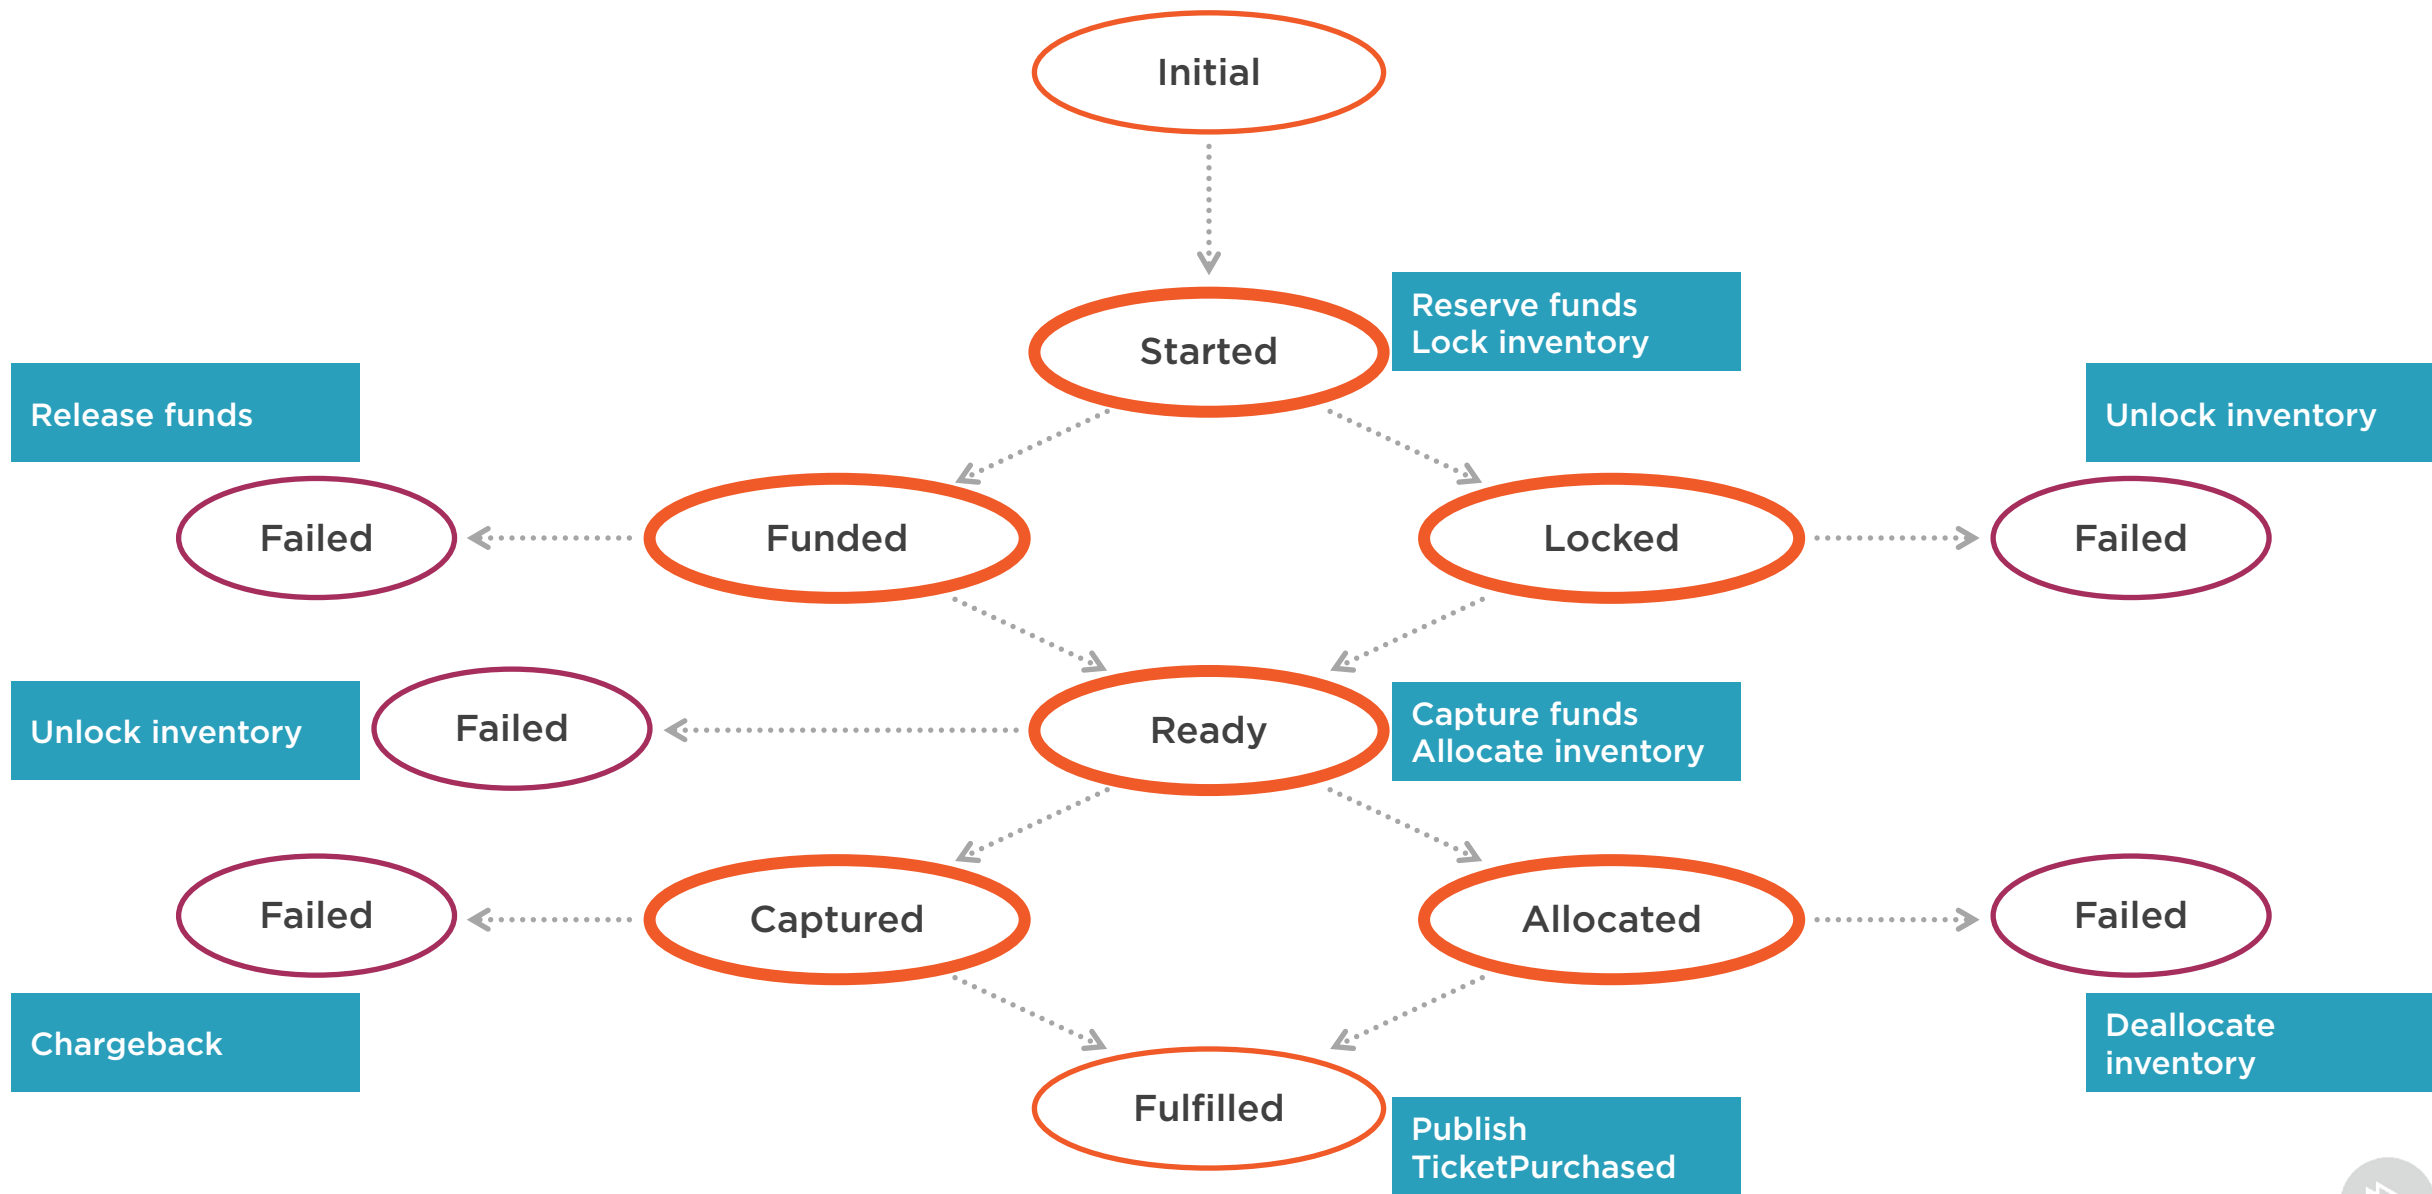 Initial
Reserve funds
Lock inventory
Started
Release funds
Unlock inventory
Failed
Funded
Locked
Failed
Unlock inventory
Failed
Ready
Capture funds
Allocate inventory
Failed
Captured
Allocated
Failed
Chargeback
Deallocate
inventory
Fulfilled
Publish
TicketPurchased